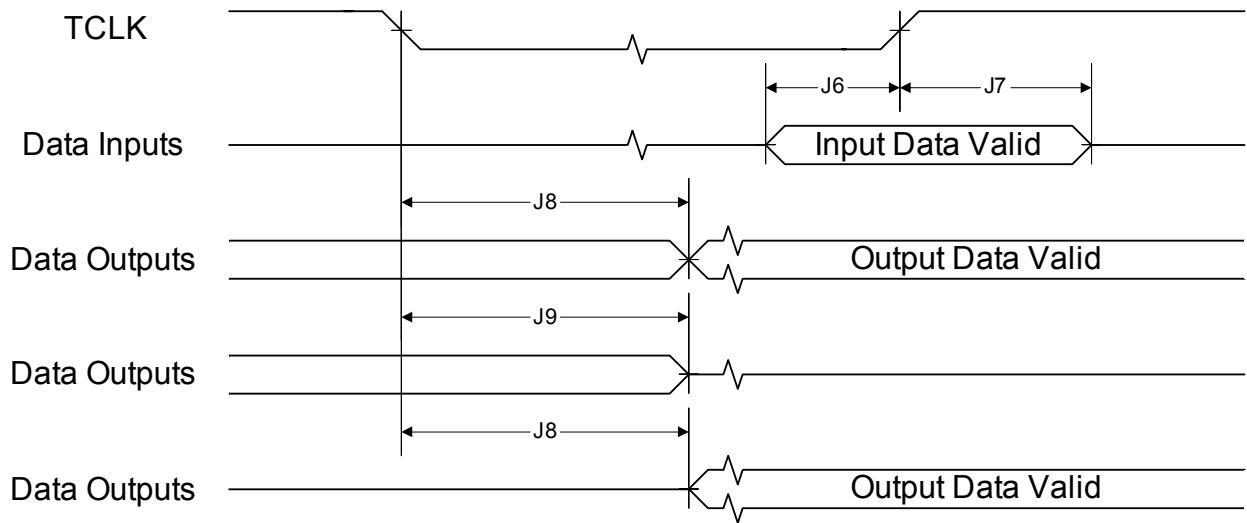 TCLK
J6
J7
Data Inputs
Input Data Valid
J8
Data Outputs
Output Data Valid
J9
Data Outputs
J8
Data Outputs
Output Data Valid